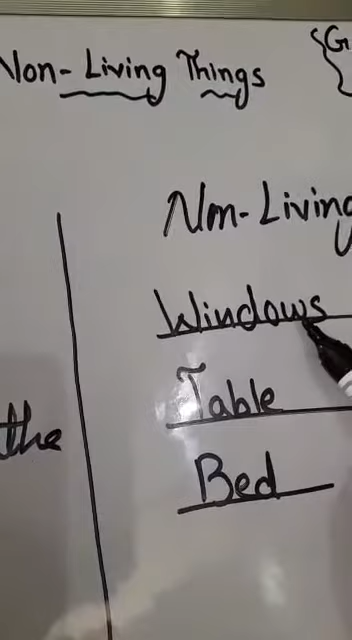 Non-Living Things
{G
Non-Living
Windows
Table
the
Bed